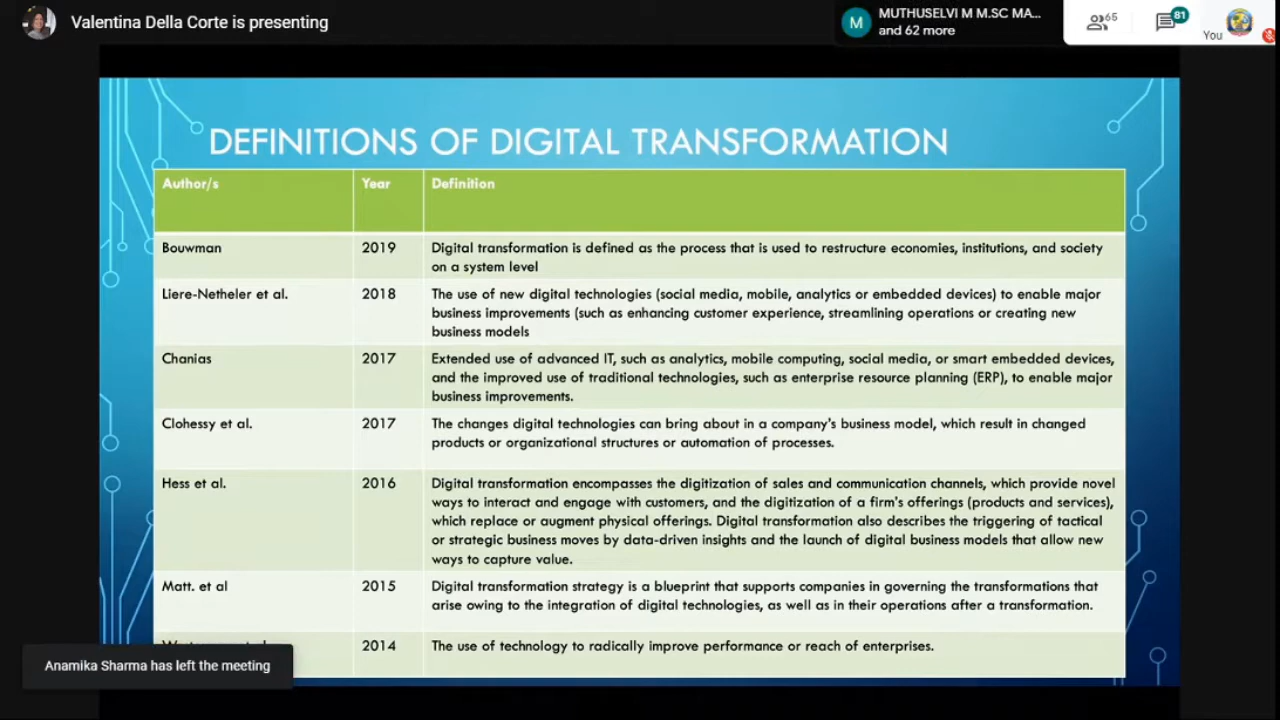 Valentina Della Corte is presenting
MUTHUSELVI M M.SC MA...
M
and 62 more
65
81
You
DEFINITIONS OF DIGITAL TRANSFORMATION
Author/s Year Definition
Bouwman 2019 Digital transformation is defined as the process that is used to restructure economies, institutions, and society
on a system level
Liere-Netheler et al. 2018 The use of new digital technologies (social media, mobile, analytics or embedded devices) to enable major
business improvements (such as enhancing customer experience, streamlining operations or creating new
business models
Chanias 2017 Extended use of advanced IT, such as analytics, mobile computing, social media, or smart embedded devices,
and the improved use of traditional technologies, such as enterprise resource planning (ERP), to enable major
business improvements.
Clohessy et al. 2017 The changes digital technologies can bring about in a company's business model, which result in changed
products or organizational structures or automation of processes.
Hess et al. 2016 Digital transformation encompasses the digitization of sales and communication channels, which provide novel
ways to interact and engage with customers, and the digitization of a firm's offerings (products and services),
which replace or augment physical offerings. Digital transformation also describes the triggering of tactical
or strategic business moves by data-driven insights and the launch of digital business models that allow new
ways to capture value.
Matt. et al 2015 Digital transformation strategy is a blueprint that supports companies in governing the transformations that
arise owing to the integration of digital technologies, as well as in their operations after a transformation.
2014 The use of technology to radically improve performance or reach of enterprises.
Anamika Sharma has left the meeting